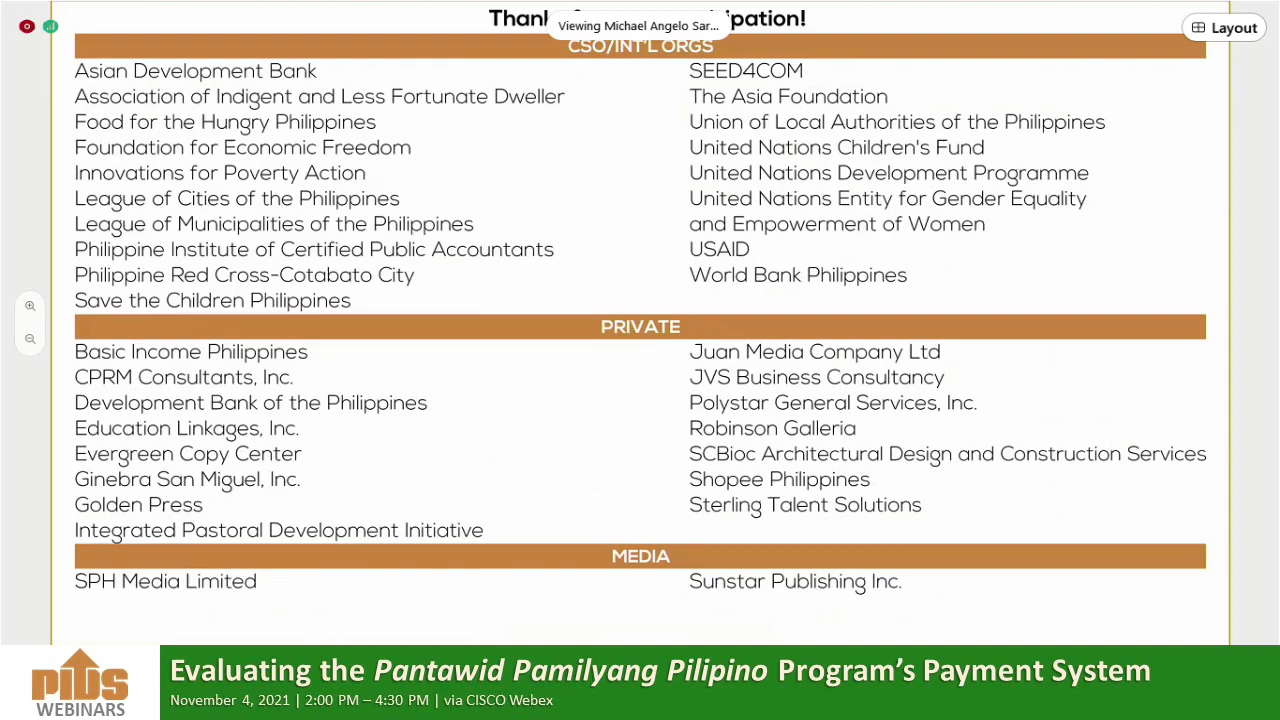 Thank
cipation!
Viewing Michael Angelo Sar...
Layout
CSO/INT'L ORGS
Asian Development Bank
Association of Indigent and Less Fortunate Dweller
Food for the Hungry Philippines
Foundation for Economic Freedom
Innovations for Poverty Action
League of Cities of the Philippines
League of Municipalities of the Philippines
Philippine Institute of Certified Public Accountants
Philippine Red Cross-Cotabato City
Save the Children Philippines
SEED4COM
The Asia Foundation
Union of Local Authorities of the Philippines
United Nations Children's Fund
United Nations Development Programme
United Nations Entity for Gender Equality
and Empowerment of Women
USAID
World Bank Philippines
PRIVATE
Basic Income Philippines
CPRM Consultants, Inc.
Development Bank of the Philippines
Education Linkages, Inc.
Evergreen Copy Center
Ginebra San Miguel, Inc.
Golden Press
Integrated Pastoral Development Initiative
Juan Media Company Ltd
JVS Business Consultancy
Polystar General Services, Inc.
Robinson Galleria
SCBioc Architectural Design and Construction Services
Shopee Philippines
Sterling Talent Solutions
MEDIA
SPH Media Limited
Sunstar Publishing Inc.
pids
WEBINARS
Evaluating the Pantawid Pamilyang Pilipino Program's Payment System
November 4, 2021 | 2:00 PM – 4:30 PM | via CISCO Webex